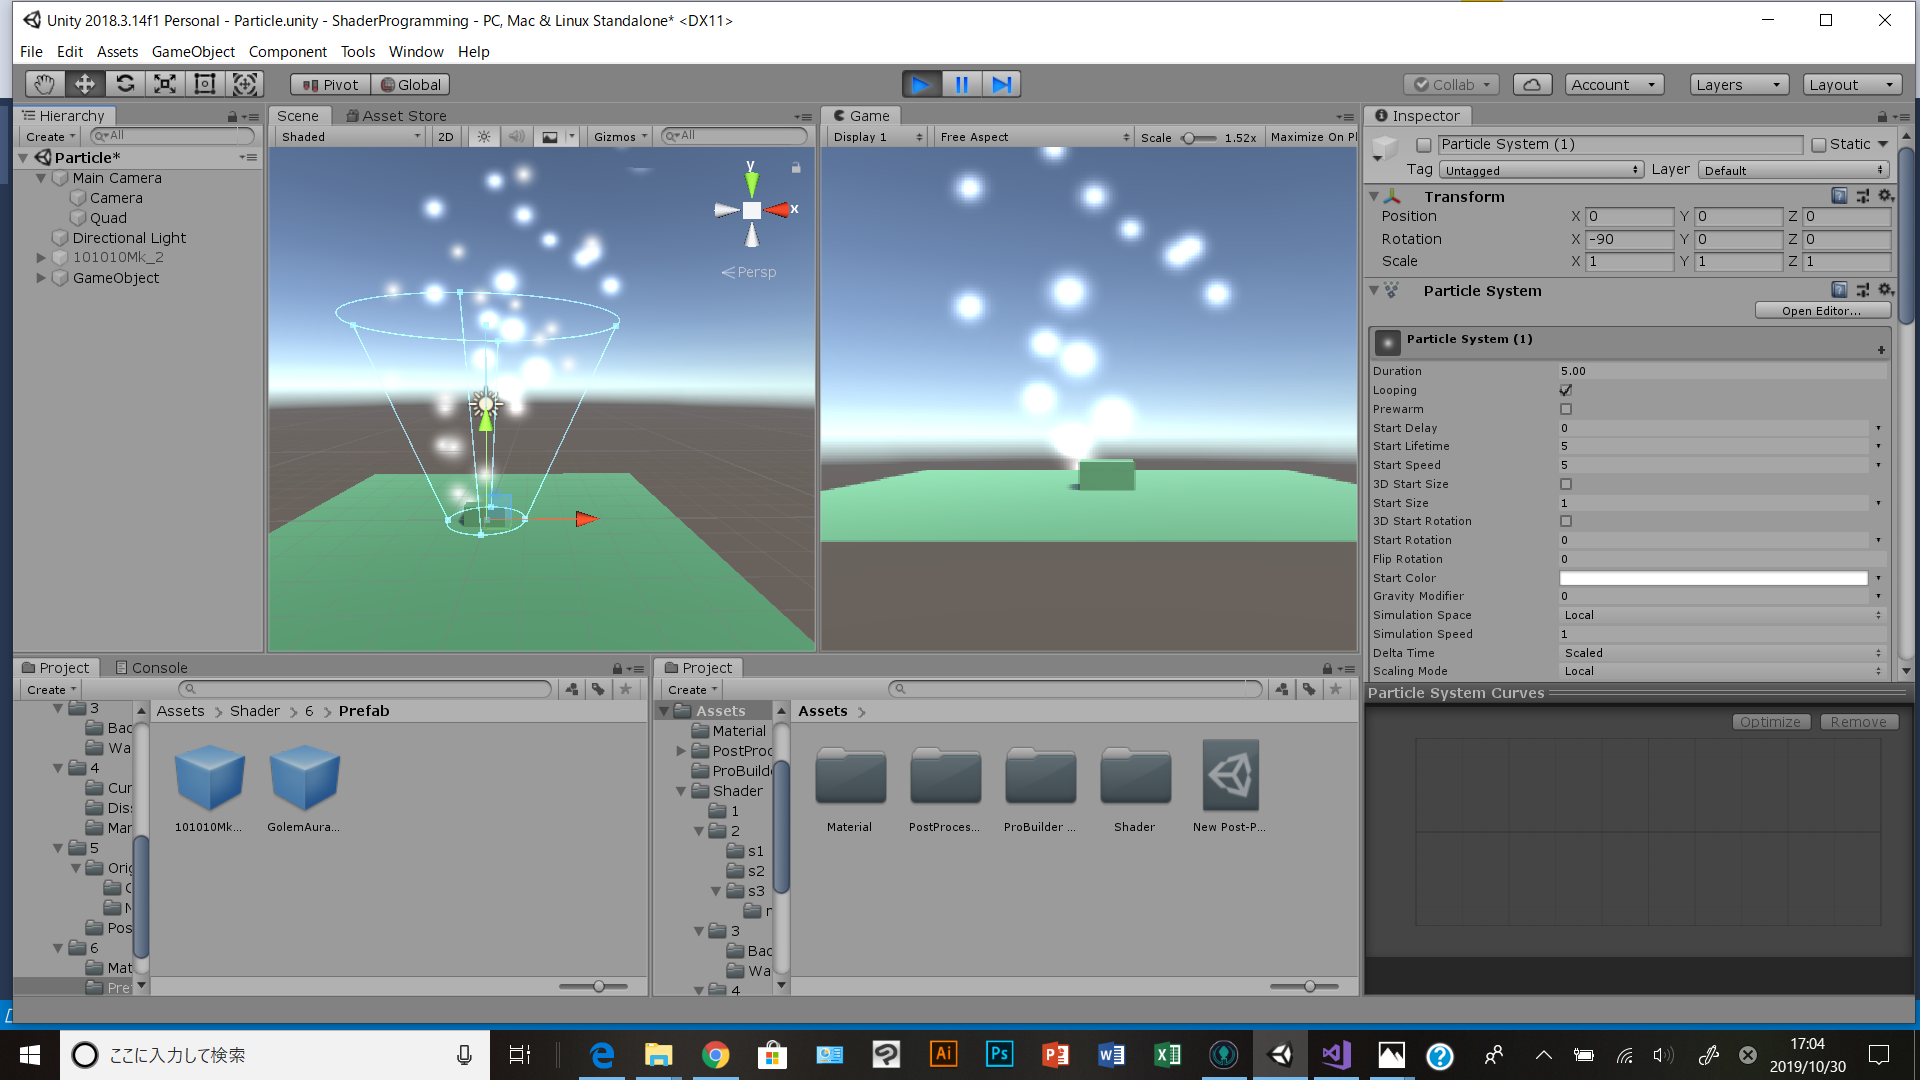 Unity 2018.3.14f1 Personal - Particle.unity - ShaderProgramming - PC, Mac & Linux Standalone* <DX11>
File Edit Assets GameObject Component Tools Window Help
Pivot Global Collab Account Layers Layout
Hierarchy
Create All
Particle*
Main Camera
Camera
Quad
Directional Light
101010Mk_2
GameObject
Scene Asset Store
Shaded 2D Gizmos All
y
x
Persp
Game
Display 1 Free Aspect Scale 1.52x Maximize On Pl
Inspector
Particle System (1) Static
Tag Untagged Layer Default
Transform
Position X 0 Y 0 Z 0
Rotation X -90 Y 0 Z 0
Scale X 1 Y 1 Z 1
Particle System
Open Editor...
Particle System (1)
Duration 5.00
Looping
Prewarm
Start Delay 0
Start Lifetime 5
Start Speed 5
3D Start Size
Start Size 1
3D Start Rotation
Start Rotation 0
Flip Rotation 0
Start Color
Gravity Modifier 0
Simulation Space Local
Simulation Speed 1
Delta Time Scaled
Scaling Mode Local
Particle System Curves
Optimize Remove
Project Console
Create
3
Bac
Wa
4
Cur
Diss
Mar
5
Orig
Pos
6
Mat
Pre
Assets Shader 6 Prefab
101010Mk... GolemAura...
Project
Create
Assets
Material
PostProc
ProBuilde
Shader
1
2
s1
s2
s3
3
Bac
Wa
4
Assets
Material PostProces... ProBuilder ... Shader New Post-P...
ここに入力して検索
Ai Ps
17:04
2019/10/30